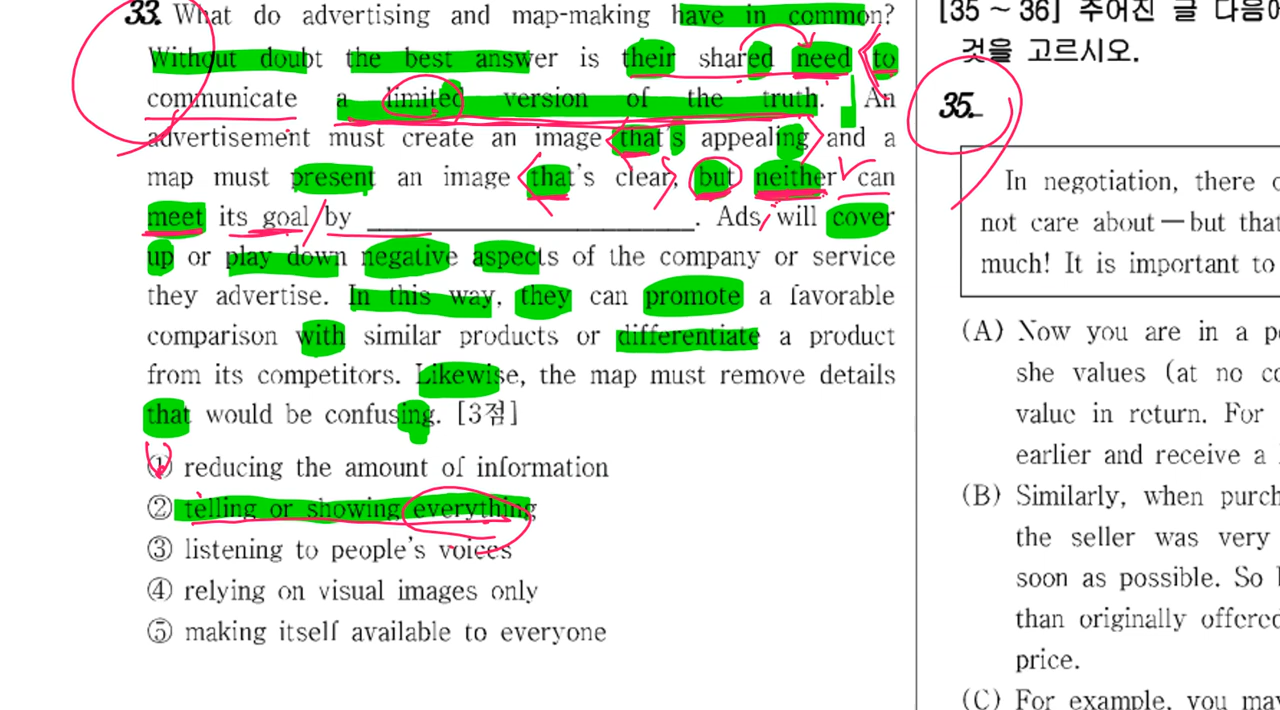 33. What do advertising and map-making have in common?
Without doubt the best answer is their shared need to
communicate a limited version of the truth. An
advertisement must create an image that's appealing and a
map must present an image that's clear, but neither can
meet its goal by ____________________. Ads will cover
up or play down negative aspects of the company or service
they advertise. In this way, they can promote a favorable
comparison with similar products or differentiate a product
from its competitors. Likewise, the map must remove details
that would be confusing. [3점]
① reducing the amount of information
② telling or showing everything
③ listening to people's voices
④ relying on visual images only
⑤ making itself available to everyone
[35 ~ 36] 주어진 글 다음에
것을 고르시오.
35.
In negotiation, there
not care about — but that
much! It is important to
(A) Now you are in a
she values (at no
value in return. For
earlier and receive a
(B) Similarly, when
the seller was very
soon as possible. So
than originally
price.
(C) For example, you may